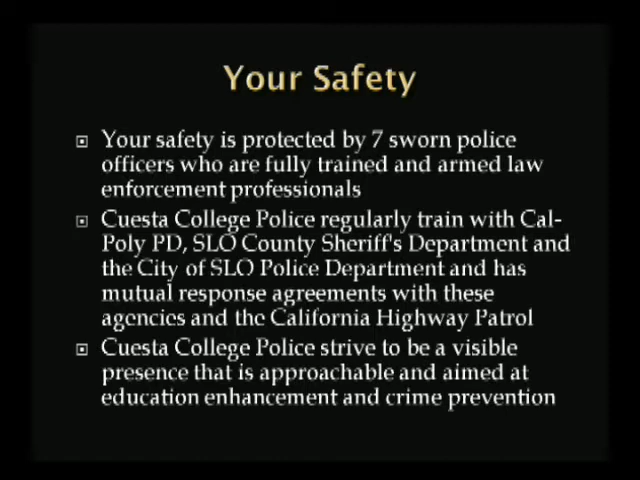 Your Safety
Your safety is protected by 7 sworn police
officers who are fully trained and armed law
enforcement professionals
Cuesta College Police regularly train with Cal-
Poly PD, SLO County Sheriff's Department and
the City of SLO Police Department and has
mutual response agreements with these
agencies and the California Highway Patrol
Cuesta College Police strive to be a visible
presence that is approachable and aimed at
education enhancement and crime prevention